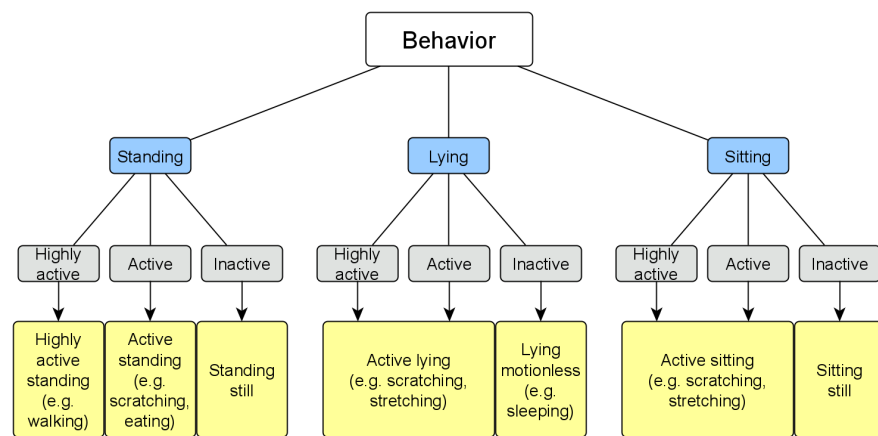 Behavior
Standing
Lying
Sitting
Highly
active
Active
Inactive
Highly
active
Active
Inactive
Highly
active
Active
Inactive
Highly
active
standing
(e.g.
walking)
Active
standing
(e.g.
scratching,
eating)
Standing
still
Active lying
(e.g. scratching,
stretching)
Lying
motionless
(e.g.
sleeping)
Active sitting
(e.g. scratching,
stretching)
Sitting
still